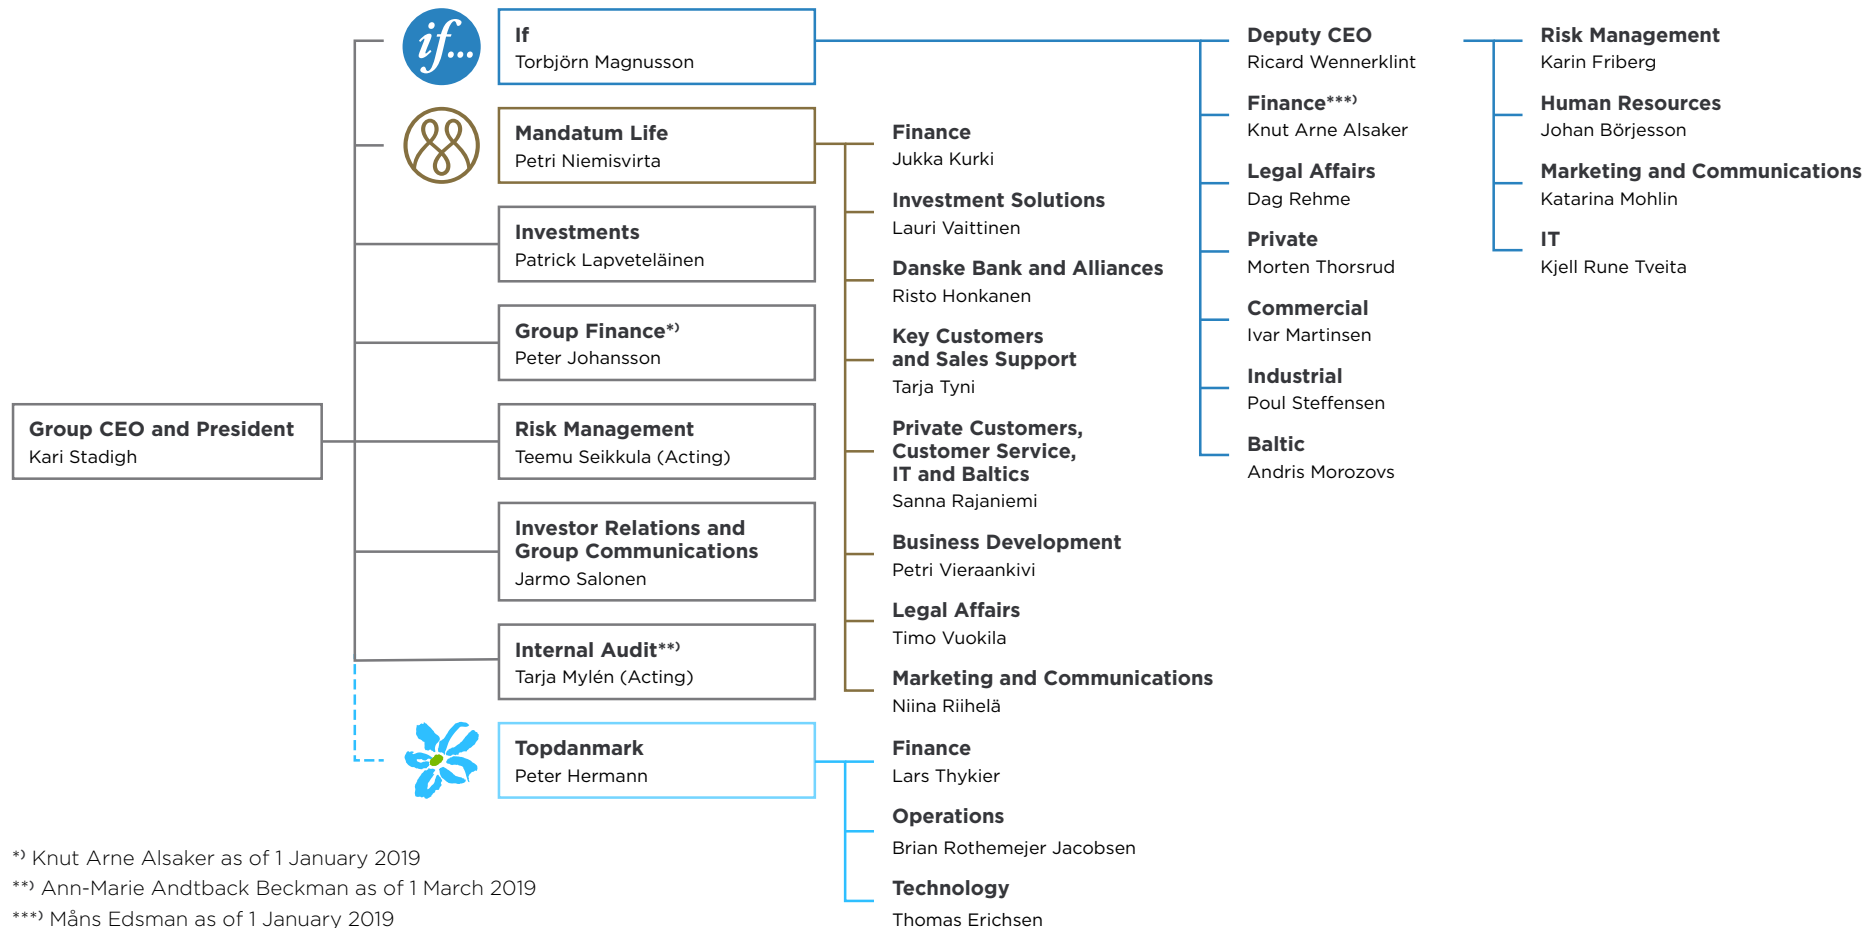 if...
If
Torbjörn Magnusson
Mandatum Life
Petri Niemisvirta
Investments
Patrick Lapveteläinen
Group Finance*)
Peter Johansson
Group CEO and President
Kari Stadigh
Risk Management
Teemu Seikkula (Acting)
Investor Relations and
Group Communications
Jarmo Salonen
Internal Audit**)
Tarja Mylén (Acting)
Topdanmark
Peter Hermann
Finance
Jukka Kurki
Investment Solutions
Lauri Vaittinen
Danske Bank and Alliances
Risto Honkanen
Key Customers
and Sales Support
Tarja Tyni
Private Customers,
Customer Service,
IT and Baltics
Sanna Rajaniemi
Business Development
Petri Vieraankivi
Legal Affairs
Timo Vuokila
Marketing and Communications
Niina Riihelä
Finance
Lars Thykier
Operations
Brian Rothemejer Jacobsen
Technology
Thomas Erichsen
Deputy CEO
Ricard Wennerklint
Finance***)
Knut Arne Alsaker
Legal Affairs
Dag Rehme
Private
Morten Thorsrud
Commercial
Ivar Martinsen
Industrial
Poul Steffensen
Baltic
Andris Morozovs
Risk Management
Karin Friberg
Human Resources
Johan Börjesson
Marketing and Communications
Katarina Mohlin
IT
Kjell Rune Tveita
*) Knut Arne Alsaker as of 1 January 2019
**) Ann-Marie Andtback Beckman as of 1 March 2019
***) Måns Edsman as of 1 January 2019